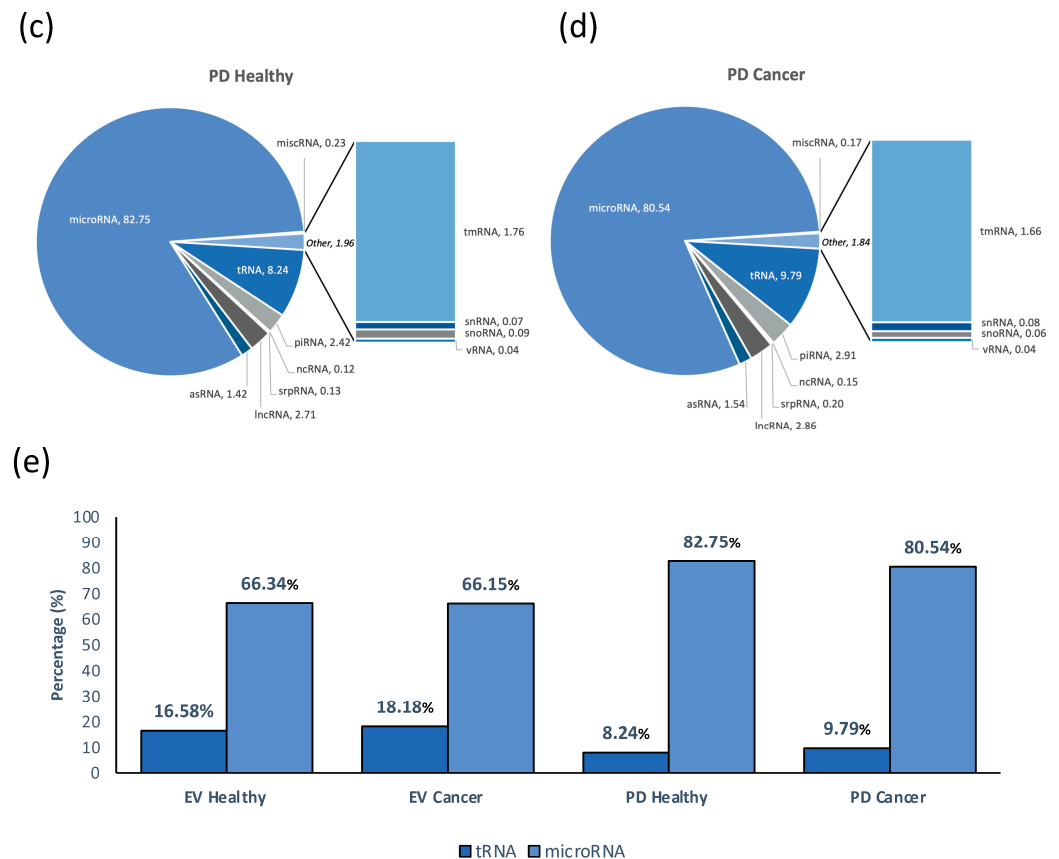 (c)
(d)
PD Healthy
PD Cancer
miscRNA, 0.23
microRNA, 82.75
Other, 1.96
tRNA, 8.24
tmRNA, 1.76
snRNA, 0.07
snoRNA, 0.09
vRNA, 0.04
piRNA, 2.42
ncRNA, 0.12
srpRNA, 0.13
asRNA, 1.42
lncRNA, 2.71
miscRNA, 0.17
microRNA, 80.54
Other, 1.84
tRNA, 9.79
tmRNA, 1.66
snRNA, 0.08
snoRNA, 0.06
vRNA, 0.04
piRNA, 2.91
ncRNA, 0.15
srpRNA, 0.20
asRNA, 1.54
lncRNA, 2.86
(e)
Percentage (%)
100
90
80
70
60
50
40
30
20
10
0
16.58%
66.34%
18.18%
66.15%
8.24%
82.75%
9.79%
80.54%
EV Healthy
EV Cancer
PD Healthy
PD Cancer
tRNA
microRNA